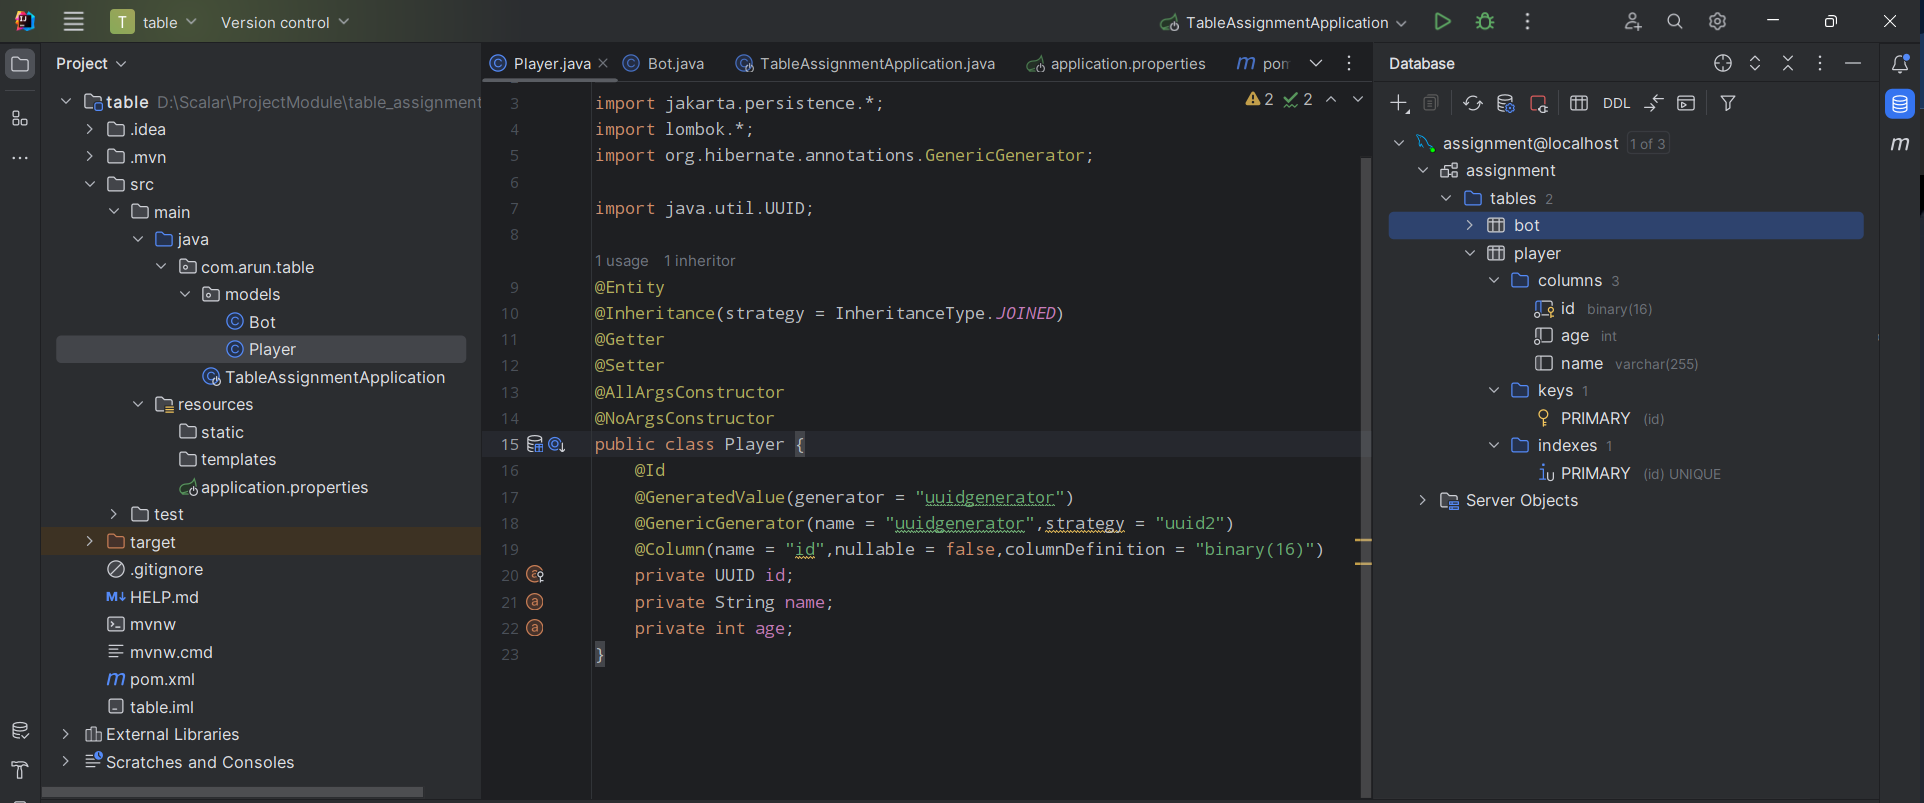 T table Version control TableAssignmentApplication
Project
table D:\Scalar\ProjectModule\table_assignment
.idea
.mvn
src
main
java
com.arun.table
models
Bot
Player
TableAssignmentApplication
resources
static
templates
application.properties
test
target
.gitignore
M↓ HELP.md
mvnw
mvnw.cmd
m pom.xml
table.iml
External Libraries
Scratches and Consoles
Player.java Bot.java TableAssignmentApplication.java application.properties m pom
2 2
3 import jakarta.persistence.*;
4 import lombok.*;
5 import org.hibernate.annotations.GenericGenerator;
6
7 import java.util.UUID;
8
1 usage 1 inheritor
9 @Entity
10 @Inheritance(strategy = InheritanceType.JOINED)
11 @Getter
12 @Setter
13 @AllArgsConstructor
14 @NoArgsConstructor
15 public class Player {
16 @Id
17 @GeneratedValue(generator = "uuidgenerator")
18 @GenericGenerator(name = "uuidgenerator",strategy = "uuid2")
19 @Column(name = "id",nullable = false,columnDefinition = "binary(16)")
20 private UUID id;
21 private String name;
22 private int age;
23 }
Database
DDL
assignment@localhost 1 of 3
assignment
tables 2
bot
player
columns 3
id binary(16)
age int
name varchar(255)
keys 1
PRIMARY (id)
indexes 1
PRIMARY (id) UNIQUE
Server Objects
m